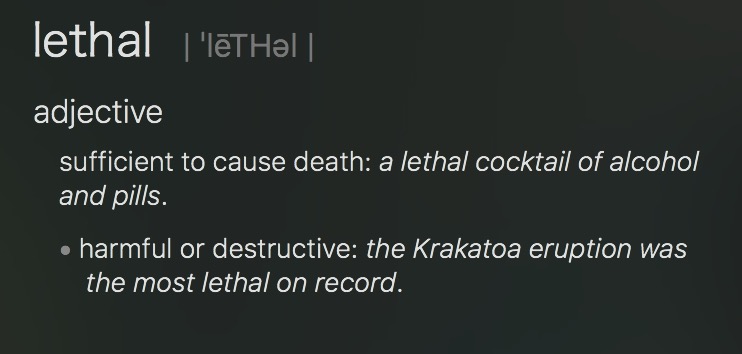 lethal | ˈlēTHəl |
adjective
sufficient to cause death: a lethal cocktail of alcohol
and pills.
• harmful or destructive: the Krakatoa eruption was
the most lethal on record.